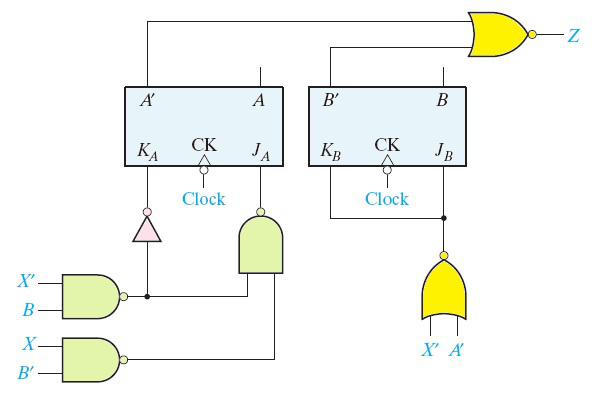 Z
A′ A B′ B
K_A CK J_A K_B CK J_B
Clock Clock
X′
B
X
B′
X′ A′